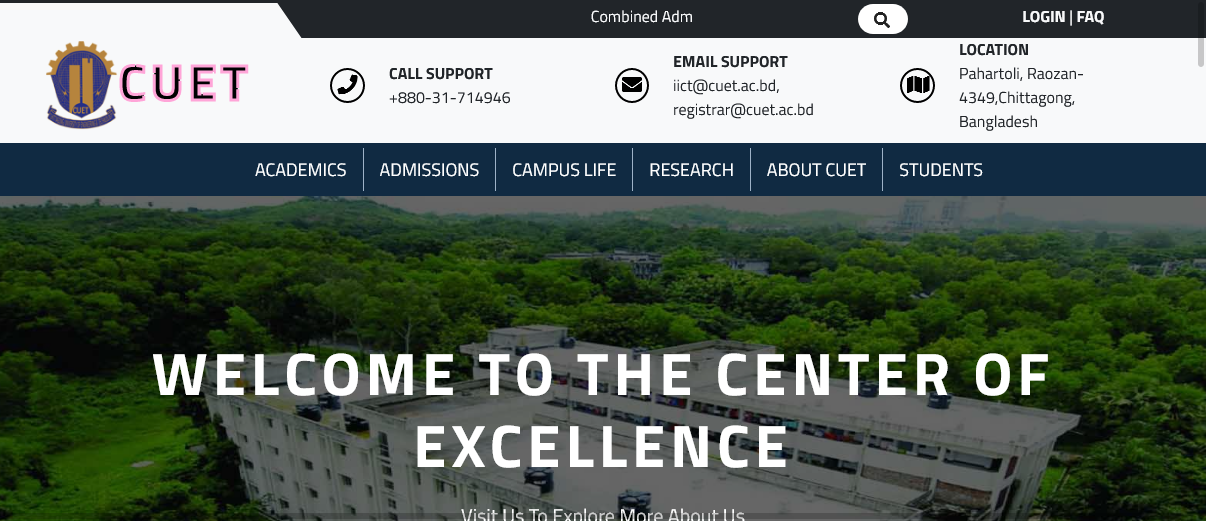 Combined Adm
LOGIN | FAQ
CUET
CUET
CALL SUPPORT
+880-31-714946
EMAIL SUPPORT
iict@cuet.ac.bd,
registrar@cuet.ac.bd
LOCATION
Pahartoli, Raozan-
4349,Chittagong,
Bangladesh
ACADEMICS
ADMISSIONS
CAMPUS LIFE
RESEARCH
ABOUT CUET
STUDENTS
WELCOME TO THE CENTER OF
EXCELLENCE
Visit Us To Explore More About Us